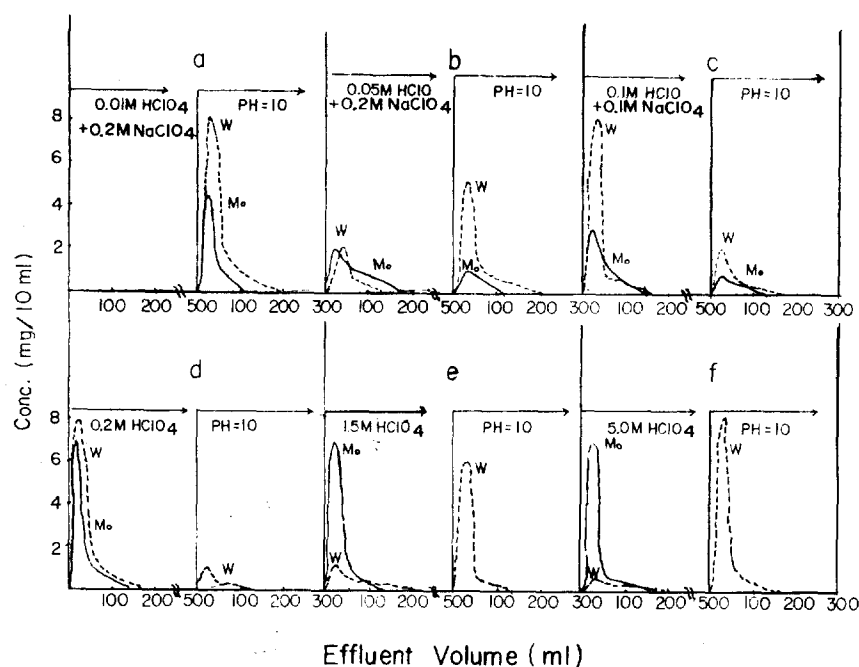 a b c
0.01M HClO4 PH=10 0.05M HClO PH=10 0.1M HClO PH=10
+0.2M NaClO4 +0.2M NaClO4 +0.1M NaClO4
8
6
4
2
W
Mo
W
Mo
W
Mo
W
Mo
W
Mo
100 200 500 100 200 300 100 200 500 100 200 300 100 200 500 100 200 300
Conc. (mg/10 ml)
d e f
0.2M HClO4 PH=10 1.5M HClO4 PH=10 5.0M HClO4 PH=10
8
6
4
2
W
Mo
W
Mo
W
W
Mo
W
W
100 200 500 100 200 300 100 200 500 100 200 300 100 200 500 100 200 300
Effluent Volume (ml)